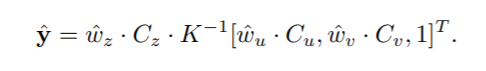 ŷ = ŵ_z · C_z · K^{-1}[ŵ_u · C_u, ŵ_v · C_v, 1]^T.